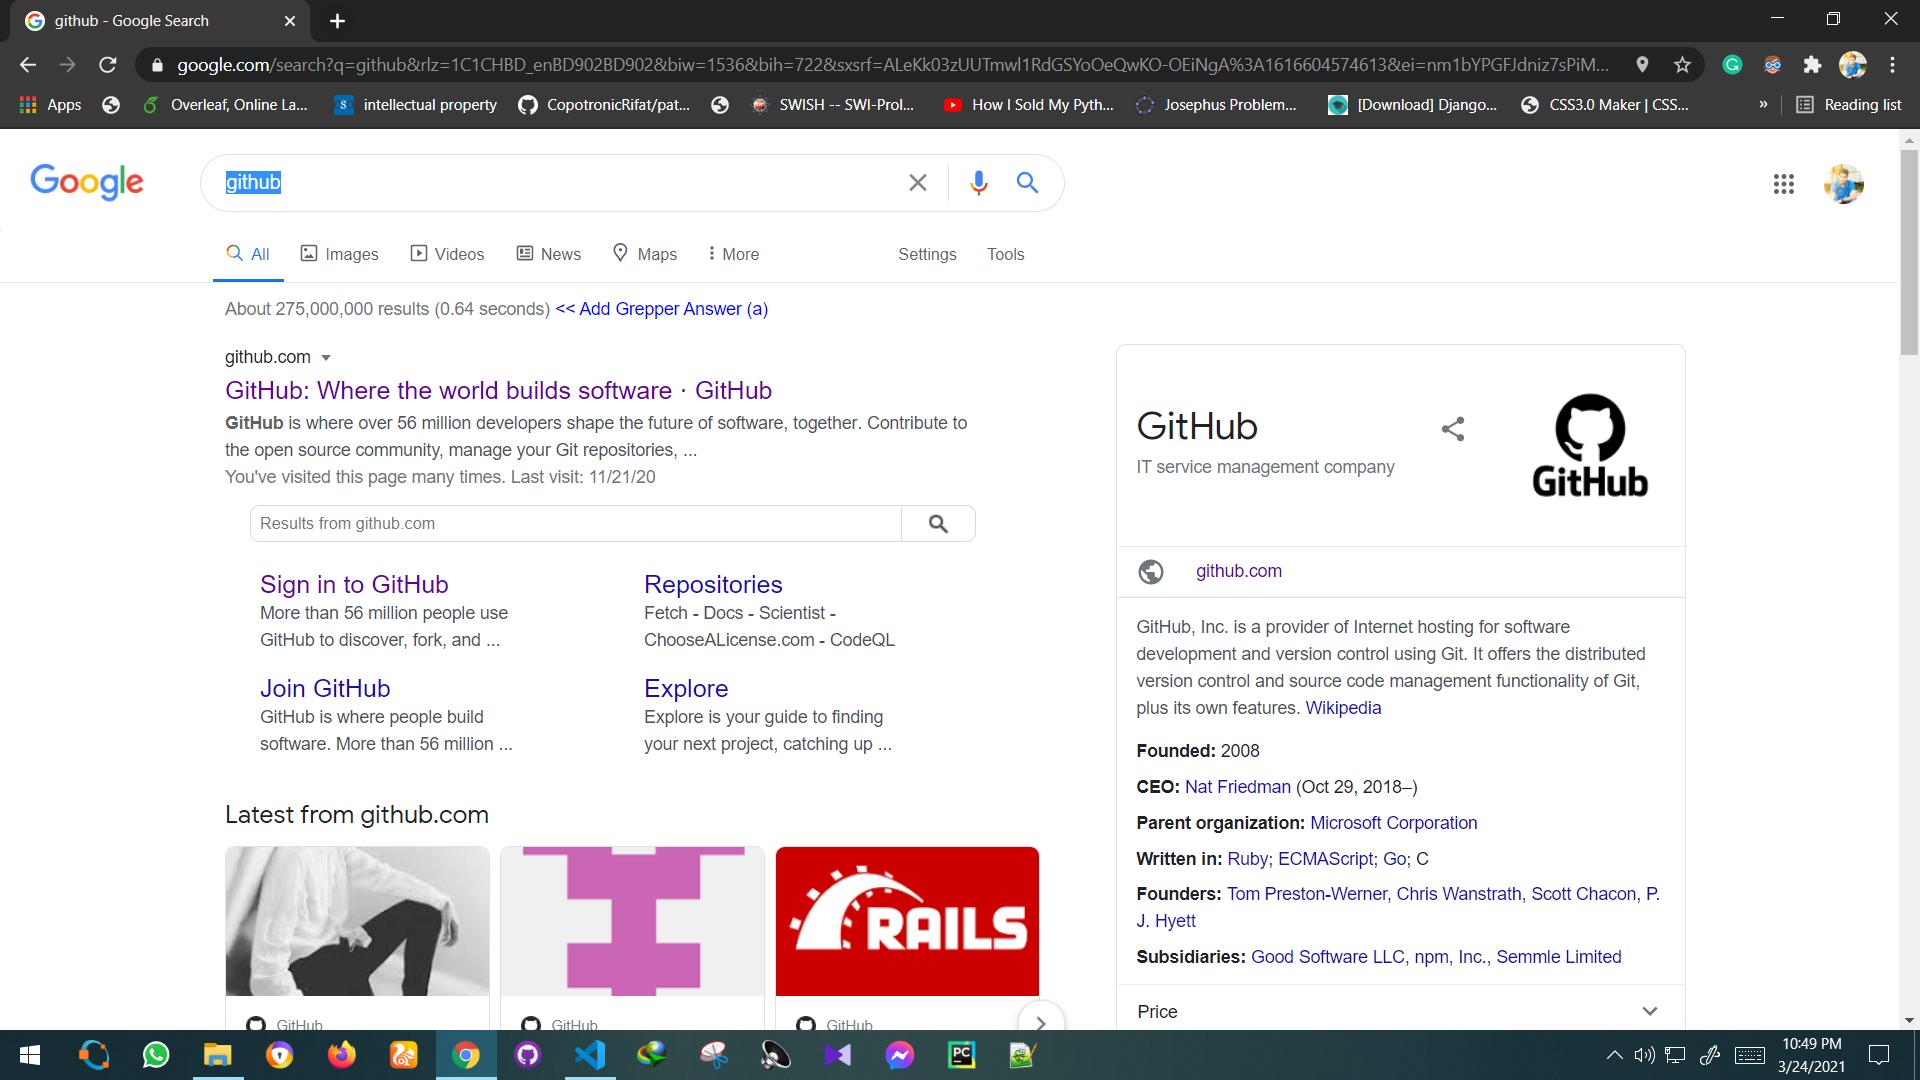 github - Google Search
google.com/search?q=github&rlz=1C1CHBD_enBD902BD902&biw=1536&bih=722&sxsrf=ALeKk03zUUTmwl1RdGSYoOeQwKO-OEiNgA%3A1616604574613&ei=nm1bYPGFJdniz7sPiM...
Apps
Overleaf, Online La...
S
intellectual property
CopotronicRifat/pat...
SWISH -- SWI-Prol...
How I Sold My Pyth...
Josephus Problem...
[Download] Django...
CSS3.0 Maker | CSS...
»
Reading list
Google
github
All
Images
Videos
News
Maps
More
Settings
Tools
About 275,000,000 results (0.64 seconds) << Add Grepper Answer (a)
github.com
GitHub: Where the world builds software · GitHub
GitHub is where over 56 million developers shape the future of software, together. Contribute to
the open source community, manage your Git repositories, ...
You've visited this page many times. Last visit: 11/21/20
Results from github.com
Sign in to GitHub
More than 56 million people use
GitHub to discover, fork, and ...
Repositories
Fetch - Docs - Scientist -
ChooseALicense.com - CodeQL
Join GitHub
GitHub is where people build
software. More than 56 million ...
Explore
Explore is your guide to finding
your next project, catching up ...
Latest from github.com
RAILS
GitHub
GitHub
GitHub
GitHub
IT service management company
GitHub
github.com
GitHub, Inc. is a provider of Internet hosting for software
development and version control using Git. It offers the distributed
version control and source code management functionality of Git,
plus its own features. Wikipedia
Founded: 2008
CEO: Nat Friedman (Oct 29, 2018–)
Parent organization: Microsoft Corporation
Written in: Ruby; ECMAScript; Go; C
Founders: Tom Preston-Werner, Chris Wanstrath, Scott Chacon, P.
J. Hyett
Subsidiaries: Good Software LLC, npm, Inc., Semmle Limited
Price
PC
10:49 PM
3/24/2021